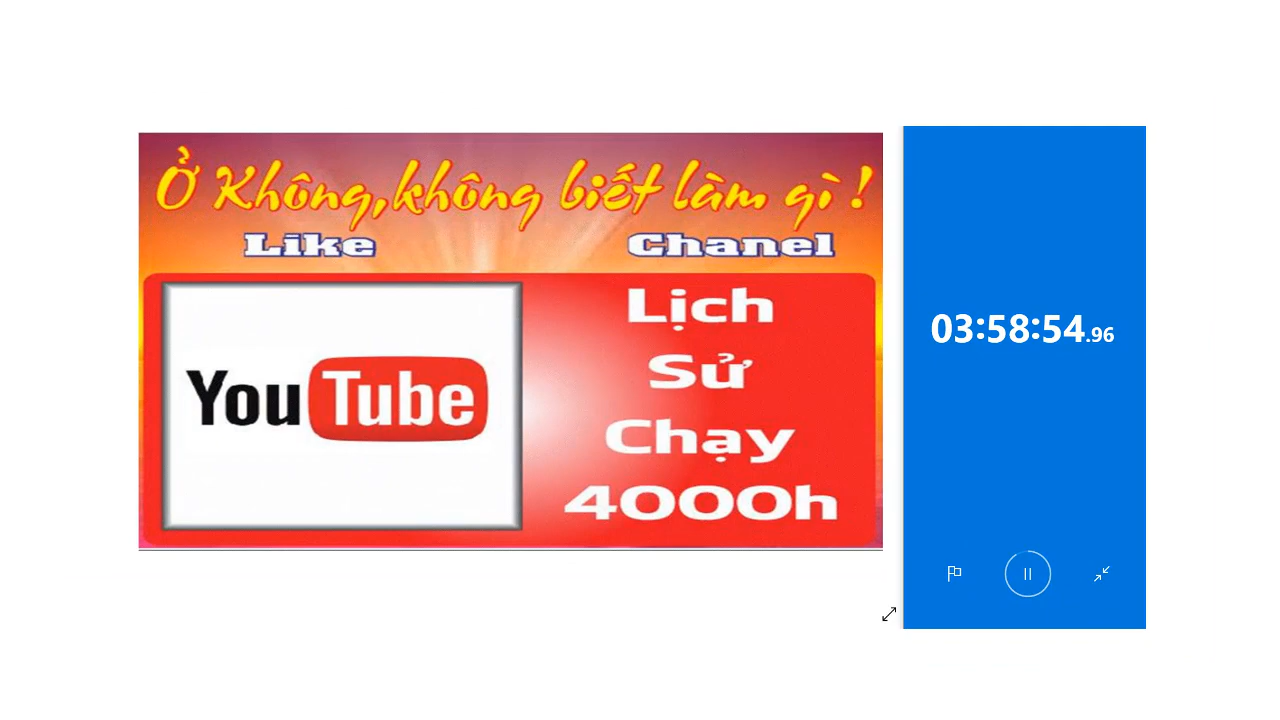 Ở Không,không biết làm gì !
Like Chanel
YouTube
Lịch
Sử
Chạy
4000h
03:58:54.96